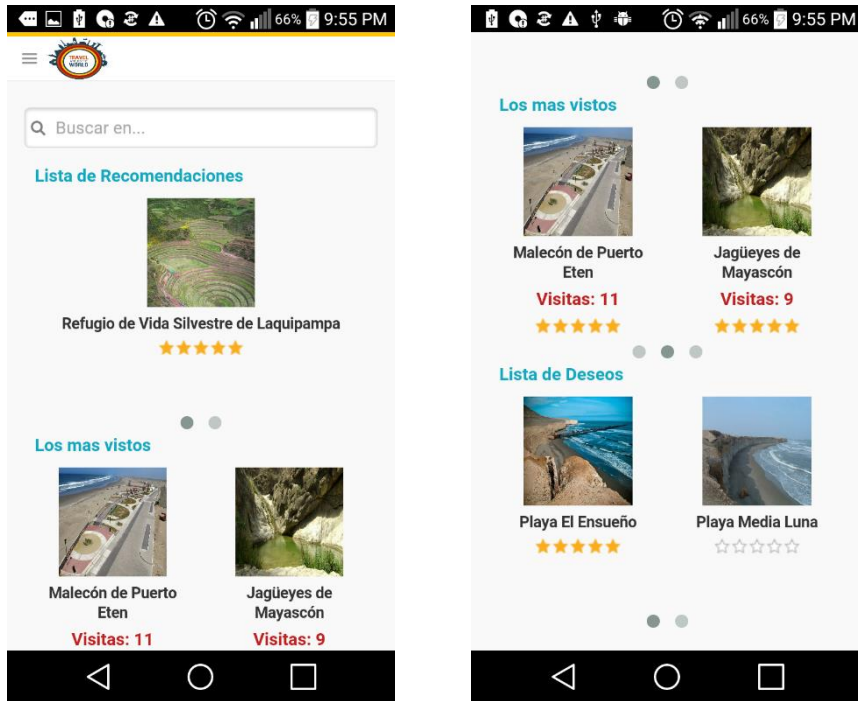 66% 9:55 PM
TRAVEL
WORLD
Buscar en...
Lista de Recomendaciones
Refugio de Vida Silvestre de Laquipampa
Los mas vistos
Malecón de Puerto
Eten
Visitas: 11
Jagüeyes de
Mayascón
Visitas: 9
66% 9:55 PM
Los mas vistos
Malecón de Puerto
Eten
Visitas: 11
Jagüeyes de
Mayascón
Visitas: 9
Lista de Deseos
Playa El Ensueño
Playa Media Luna